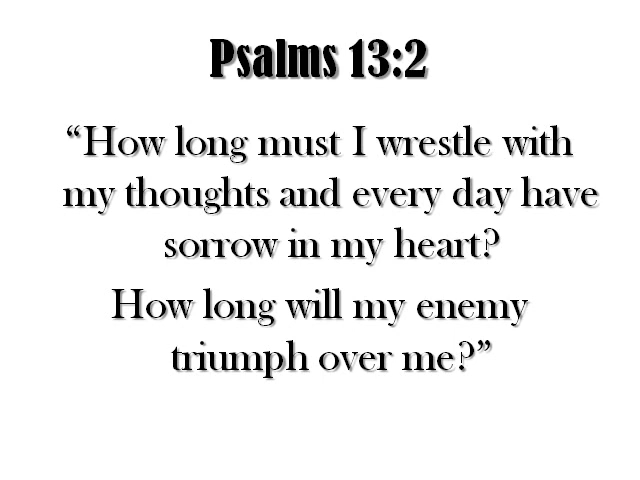 Psalms 13:2
“How long must I wrestle with
my thoughts and every day have
sorrow in my heart?
How long will my enemy
triumph over me?”